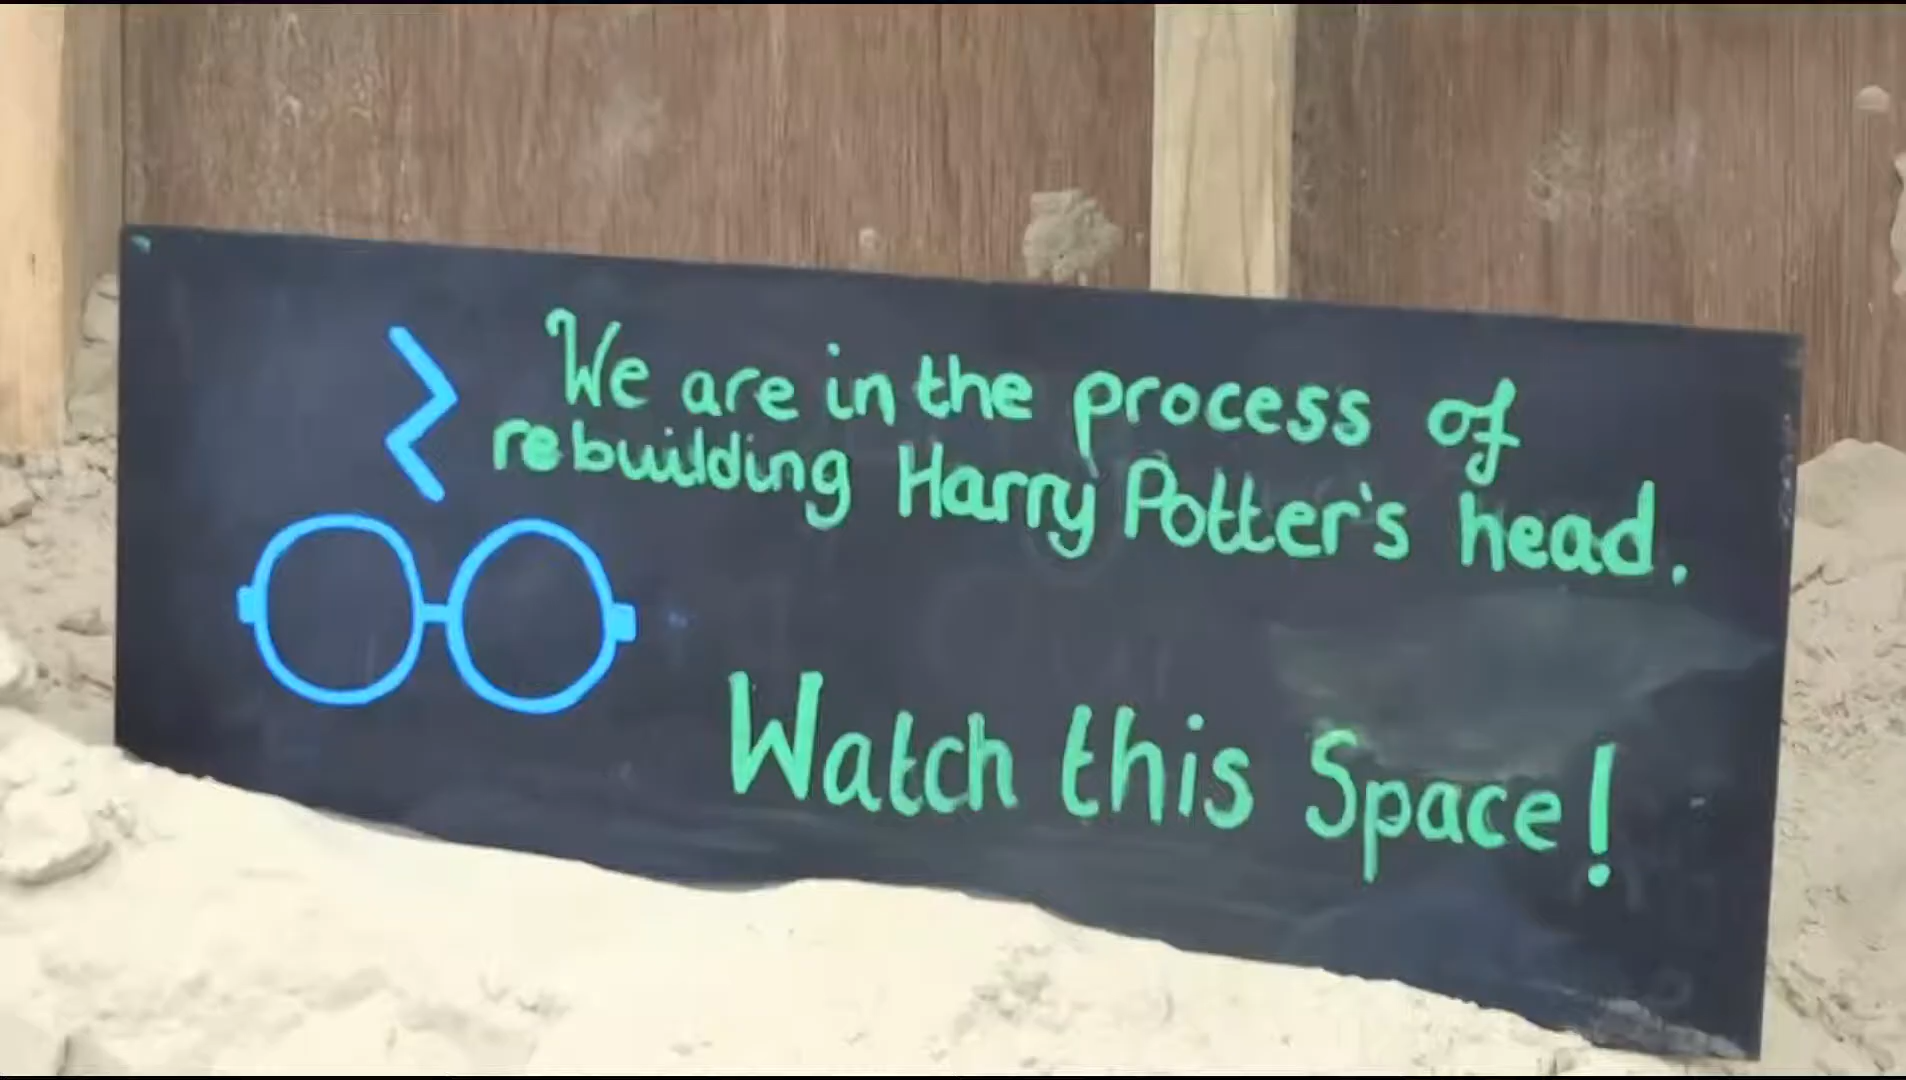 We are in the process of
rebuilding Harry Potter's head.
Watch this Space!